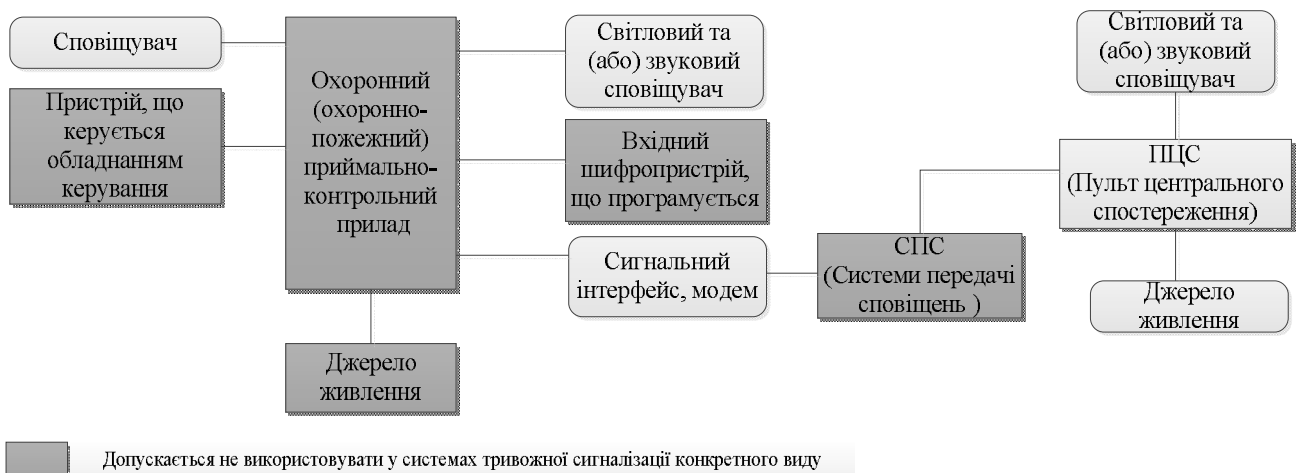 Сповіщувач
Пристрій, що
керується
обладнанням
керування
Охоронний
(охоронно-
пожежний)
приймально-
контрольний
прилад
Джерело
живлення
Світловий та
(або) звуковий
сповіщувач
Вхідний
шифропристрій,
що програмується
Сигнальний
інтерфейс, модем
СПС
(Системи передачі
сповіщень )
Світловий та
(або) звуковий
сповіщувач
ПЦС
(Пульт центрального
спостереження)
Джерело
живлення
Допускається не використовувати у системах тривожної сигналізації конкретного виду